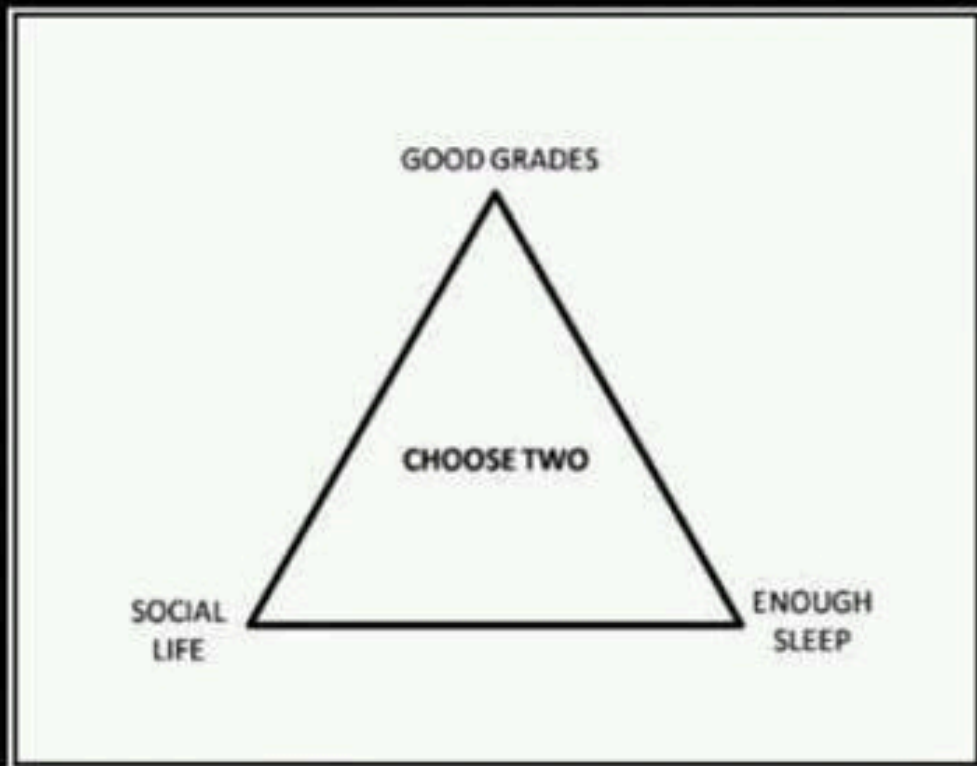 GOOD GRADES
CHOOSE TWO
SOCIAL
LIFE
ENOUGH
SLEEP